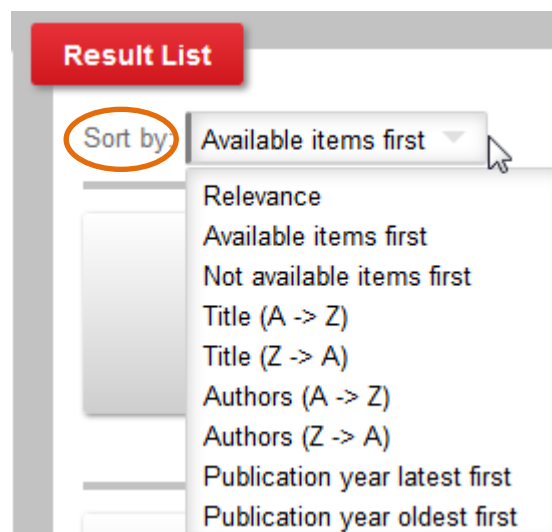 Result List
Sort by: Available items first
Relevance
Available items first
Not available items first
Title (A -> Z)
Title (Z -> A)
Authors (A -> Z)
Authors (Z -> A)
Publication year latest first
Publication year oldest first